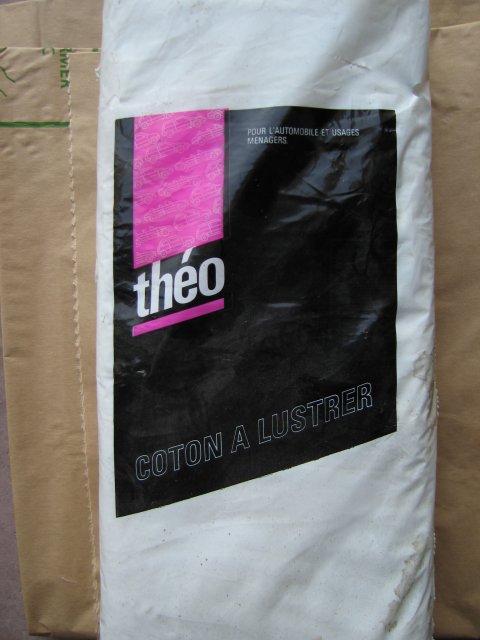 POUR L'AUTOMOBILE ET USAGES
MENAGERS
théo
COTON A LUSTRER